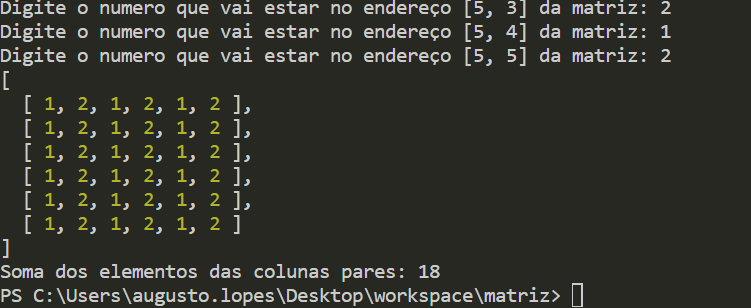 Digite o numero que vai estar no endereço [5, 3] da matriz: 2
Digite o numero que vai estar no endereço [5, 4] da matriz: 1
Digite o numero que vai estar no endereço [5, 5] da matriz: 2
[
  [ 1, 2, 1, 2, 1, 2 ],
  [ 1, 2, 1, 2, 1, 2 ],
  [ 1, 2, 1, 2, 1, 2 ],
  [ 1, 2, 1, 2, 1, 2 ],
  [ 1, 2, 1, 2, 1, 2 ],
  [ 1, 2, 1, 2, 1, 2 ]
]
Soma dos elementos das colunas pares: 18
PS C:\Users\augusto.lopes\Desktop\workspace\matriz>